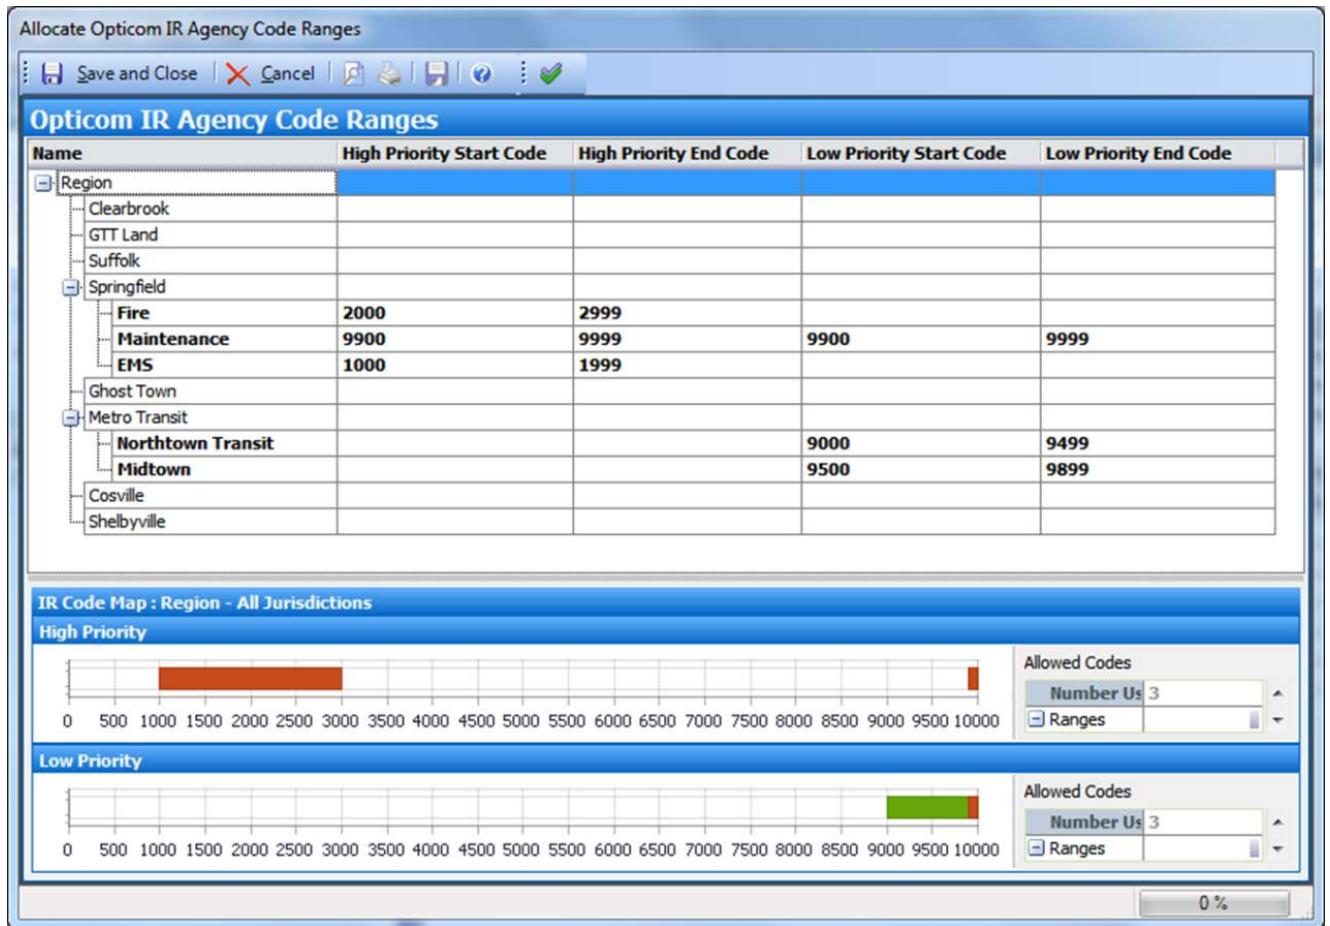 Allocate Opticom IR Agency Code Ranges
Save and Close Cancel
Opticom IR Agency Code Ranges
Name High Priority Start Code High Priority End Code Low Priority Start Code Low Priority End Code
Region
Clearbrook
GTT Land
Suffolk
Springfield
Fire 2000 2999
Maintenance 9900 9999 9900 9999
EMS 1000 1999
Ghost Town
Metro Transit
Northtown Transit 9000 9499
Midtown 9500 9899
Cosville
Shelbyville
IR Code Map : Region - All Jurisdictions
High Priority
Allowed Codes
Number Us 3
Ranges
0 500 1000 1500 2000 2500 3000 3500 4000 4500 5000 5500 6000 6500 7000 7500 8000 8500 9000 9500 10000
Low Priority
Allowed Codes
Number Us 3
Ranges
0 500 1000 1500 2000 2500 3000 3500 4000 4500 5000 5500 6000 6500 7000 7500 8000 8500 9000 9500 10000
0 %